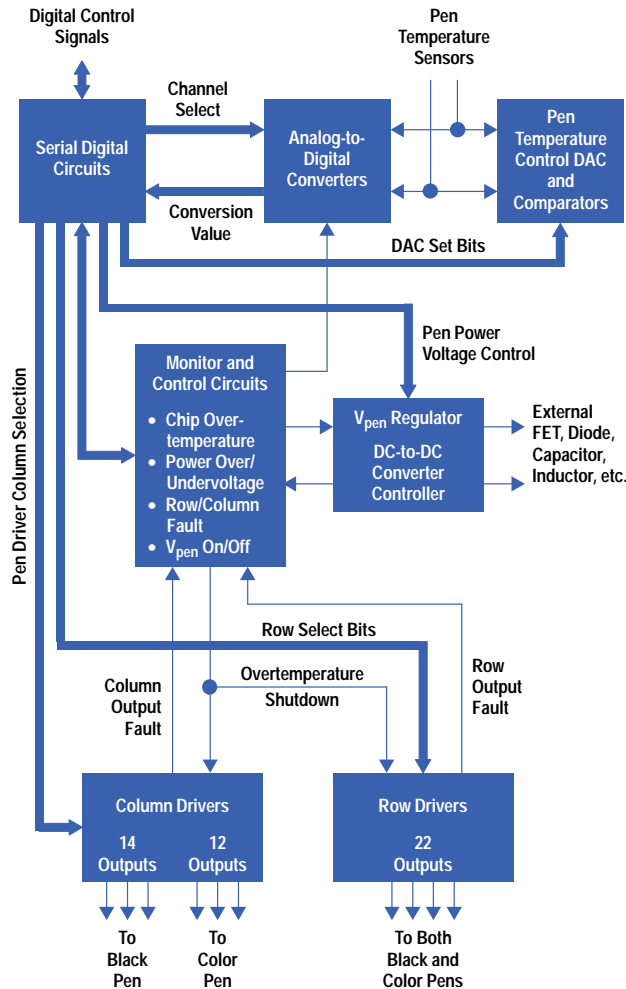 Digital Control
Signals
Pen
Temperature
Sensors
Channel
Select
Serial Digital
Circuits
Analog-to-
Digital
Converters
Pen
Temperature
Control DAC
and
Comparators
Conversion
Value
DAC Set Bits
Pen Power
Voltage Control
Monitor and
Control Circuits
• Chip Over-
temperature
• Power Over/
Undervoltage
• Row/Column
Fault
• Vpen On/Off
Vpen Regulator
DC-to-DC
Converter
Controller
External
FET, Diode,
Capacitor,
Inductor, etc.
Pen Driver Column Selection
Row Select Bits
Column
Output
Fault
Overtemperature
Shutdown
Row
Output
Fault
Column Drivers
14
Outputs
12
Outputs
Row Drivers
22
Outputs
To
Black
Pen
To
Color
Pen
To Both
Black and
Color Pens